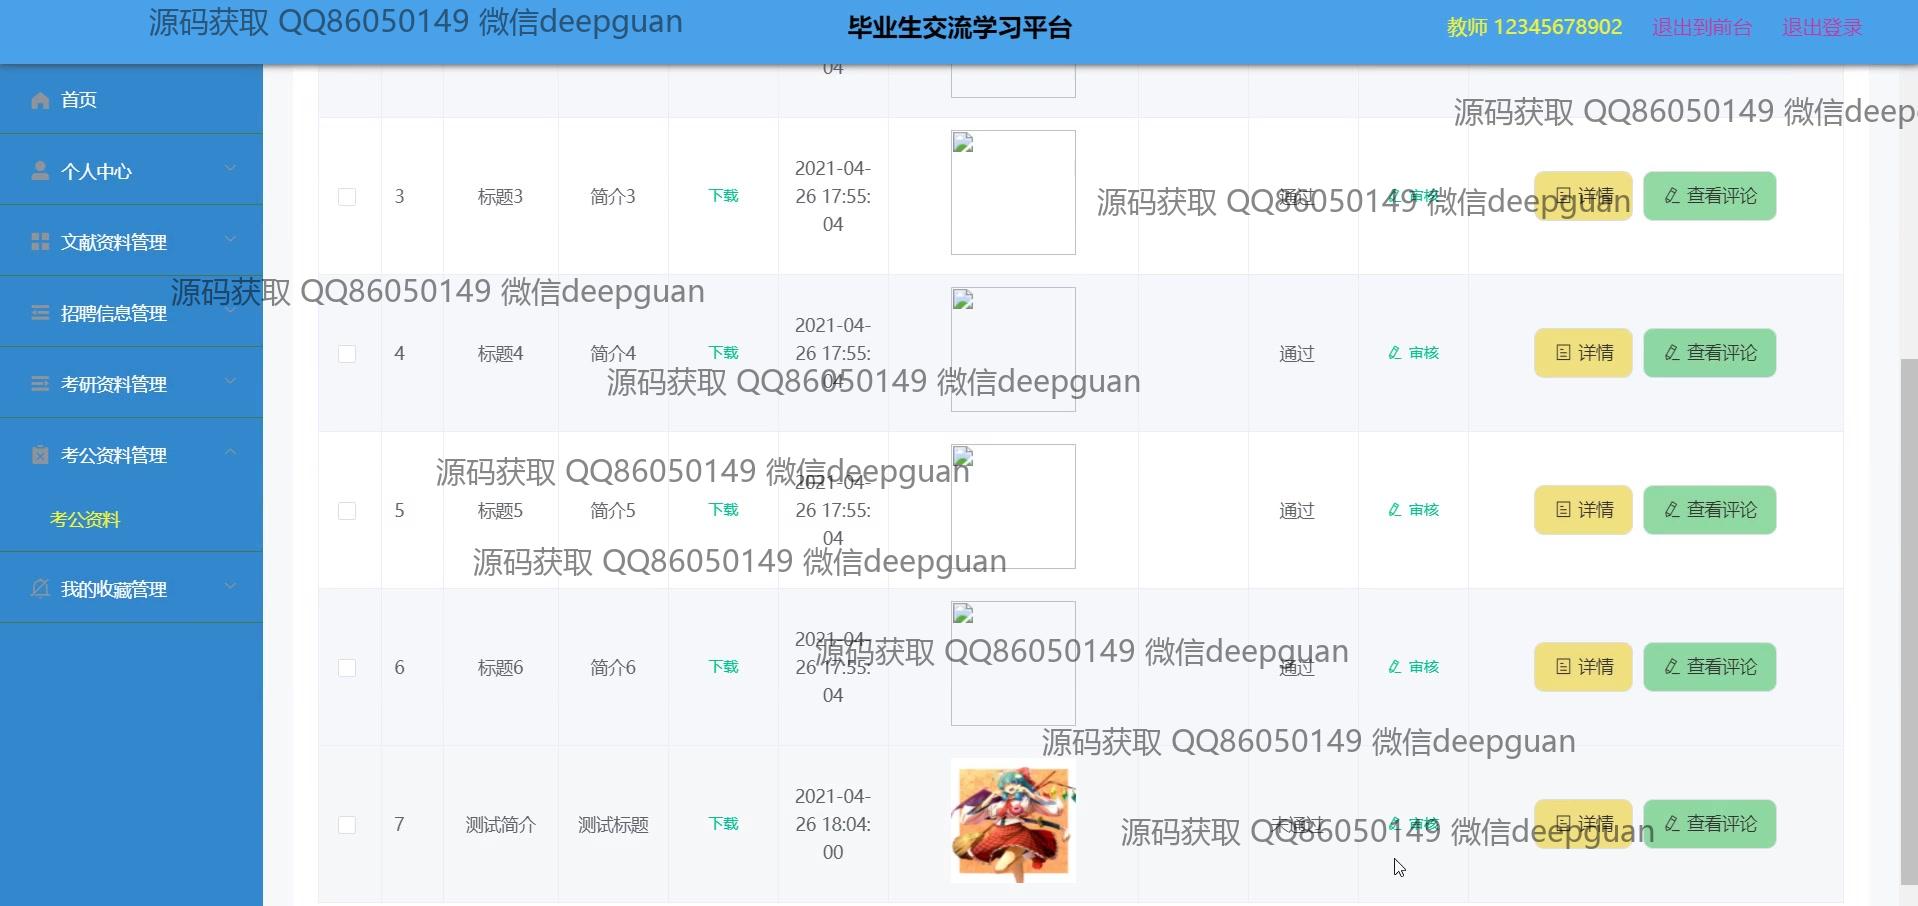 源码获取 QQ86050149 微信deepguan
毕业生交流学习平台
教师 12345678902
退出到前台
退出登录
首页
个人中心
文献资料管理
招聘信息管理
考研资料管理
考公资料管理
考公资料
我的收藏管理
04
源码获取 QQ86050149 微信deep
3
标题3
简介3
下载
2021-04-
26 17:55:
04
通过
审核
详情
查看评论
源码获取 QQ86050149 微信deepguan
源码获取 QQ86050149 微信deepguan
4
标题4
简介4
下载
2021-04-
26 17:55:
04
通过
审核
详情
查看评论
源码获取 QQ86050149 微信deepguan
源码获取 QQ86050149 微信deepguan
5
标题5
简介5
下载
2021-04-
26 17:55:
04
通过
审核
详情
查看评论
源码获取 QQ86050149 微信deepguan
6
标题6
简介6
下载
2021-04-
26 17:55:
04
通过
审核
详情
查看评论
源码获取 QQ86050149 微信deepguan
源码获取 QQ86050149 微信deepguan
7
测试简介
测试标题
下载
2021-04-
26 18:04:
00
未通过
审核
详情
查看评论
源码获取 QQ86050149 微信deepguan